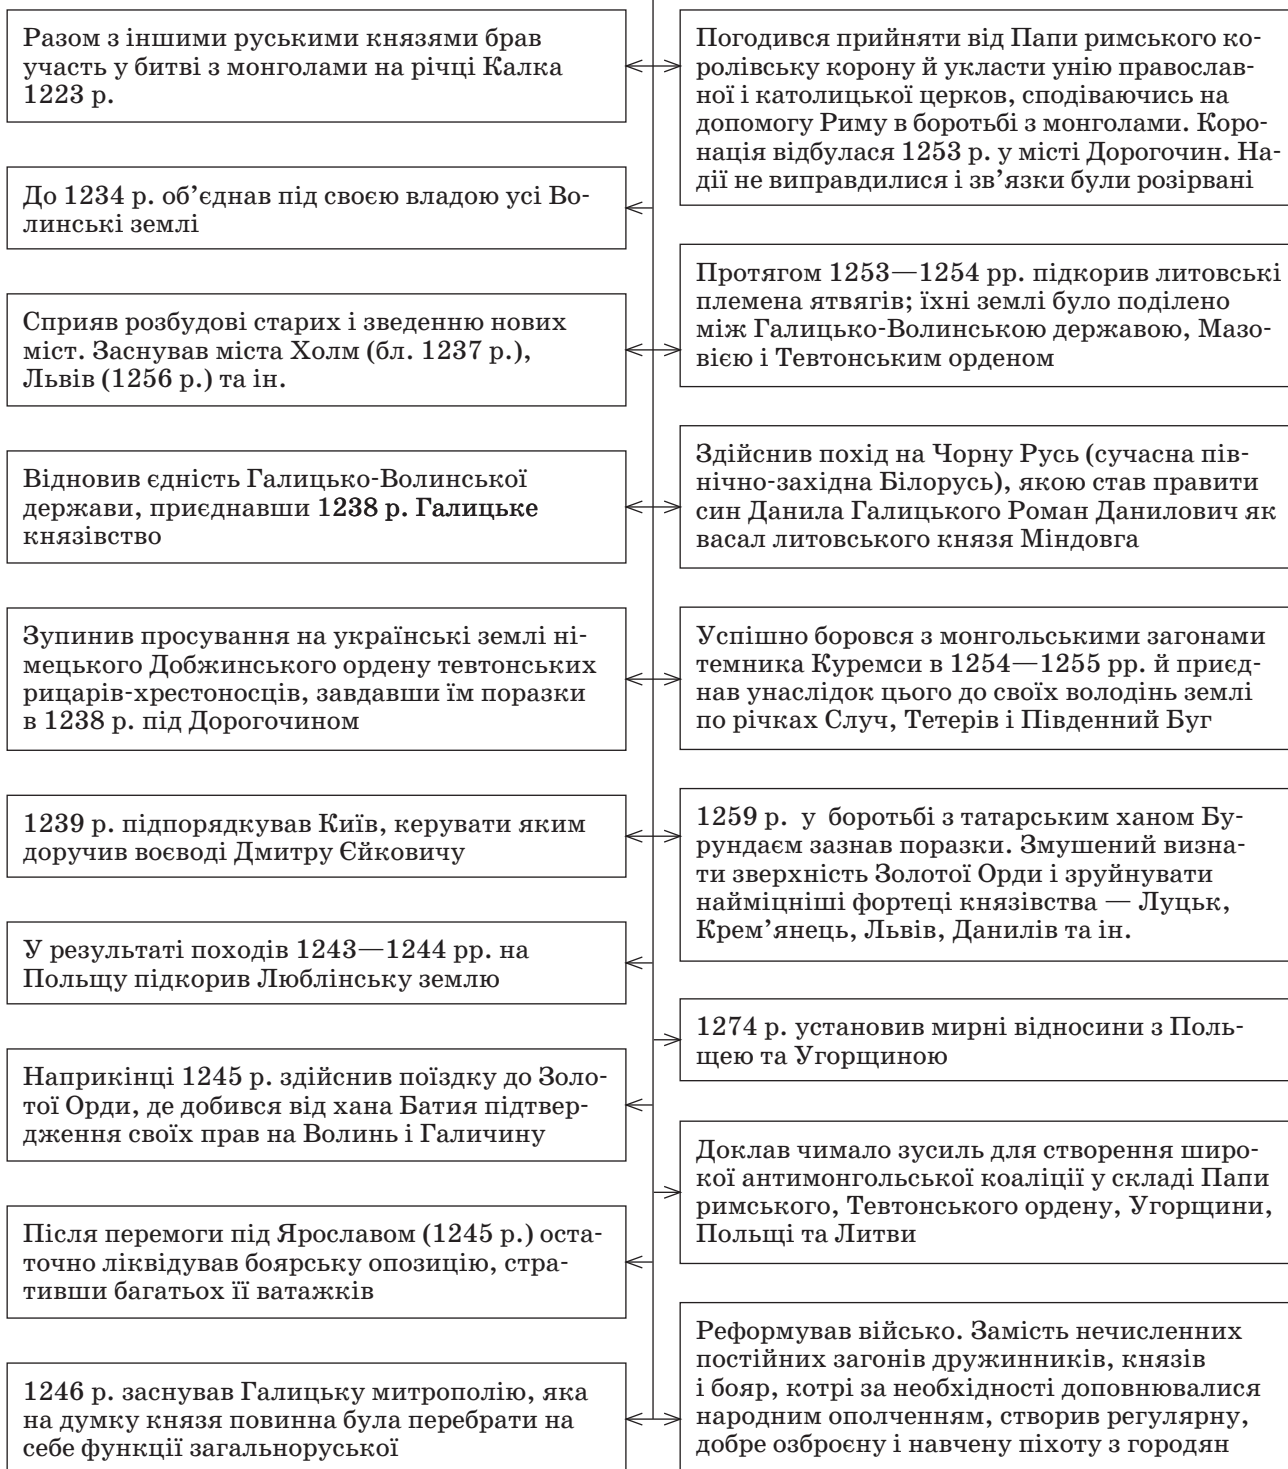 Разом з іншими руськими князями брав
участь у битві з монголами на річці Калка
1223 р.
До 1234 р. об’єднав під своєю владою усі Во-
линські землі
Сприяв розбудові старих і зведенню нових
міст. Заснував міста Холм (бл. 1237 р.),
Львів (1256 р.) та ін.
Відновив єдність Галицько-Волинської
держави, приєднавши 1238 р. Галицьке
князівство
Зупинив просування на українські землі ні-
мецького Добжинського ордену тевтонських
рицарів-хрестоносців, завдавши їм поразки
в 1238 р. під Дорогочином
1239 р. підпорядкував Київ, керувати яким
доручив воєводі Дмитру Єйковичу
У результаті походів 1243—1244 рр. на
Польщу підкорив Люблінську землю
Наприкінці 1245 р. здійснив поїздку до Золо-
тої Орди, де добився від хана Батия підтвер-
дження своїх прав на Волинь і Галичину
Після перемоги під Ярославом (1245 р.) оста-
точно ліквідував боярську опозицію, стра-
тивши багатьох її ватажків
1246 р. заснував Галицьку митрополію, яка
на думку князя повинна була перебрати на
себе функції загальноруської
Погодився прийняти від Папи римського ко-
ролівську корону й укласти унію православ-
ної і католицької церков, сподіваючись на
допомогу Риму в боротьбі з монголами. Коро-
нація відбулася 1253 р. у місті Дорогочин. На-
дії не виправдилися і зв’язки були розірвані
Протягом 1253—1254 рр. підкорив литовські
племена ятвягів; їхні землі було поділено
між Галицько-Волинською державою, Мазо-
вією і Тевтонським орденом
Здійснив похід на Чорну Русь (сучасна пів-
нічно-західна Білорусь), якою став правити
син Данила Галицького Роман Данилович як
васал литовського князя Міндовга
Успішно боровся з монгольськими загонами
темника Куремси в 1254—1255 рр. й приєд-
нав унаслідок цього до своїх володінь землі
по річках Случ, Тетерів і Південний Буг
1259 р. у боротьбі з татарським ханом Бу-
рундаєм зазнав поразки. Змушений визна-
ти зверхність Золотої Орди і зруйнувати
найміцніші фортеці князівства — Луцьк,
Крем’янець, Львів, Данилів та ін.
1274 р. установив мирні відносини з Поль-
щею та Угорщиною
Доклав чимало зусиль для створення широ-
кої антимонгольської коаліції у складі Папи
римського, Тевтонського ордену, Угорщини,
Польщі та Литви
Реформував військо. Замість нечисленних
постійних загонів дружинників, князів
і бояр, котрі за необхідності доповнювалися
народним ополченням, створив регулярну,
добре озброєну і навчену піхоту з городян